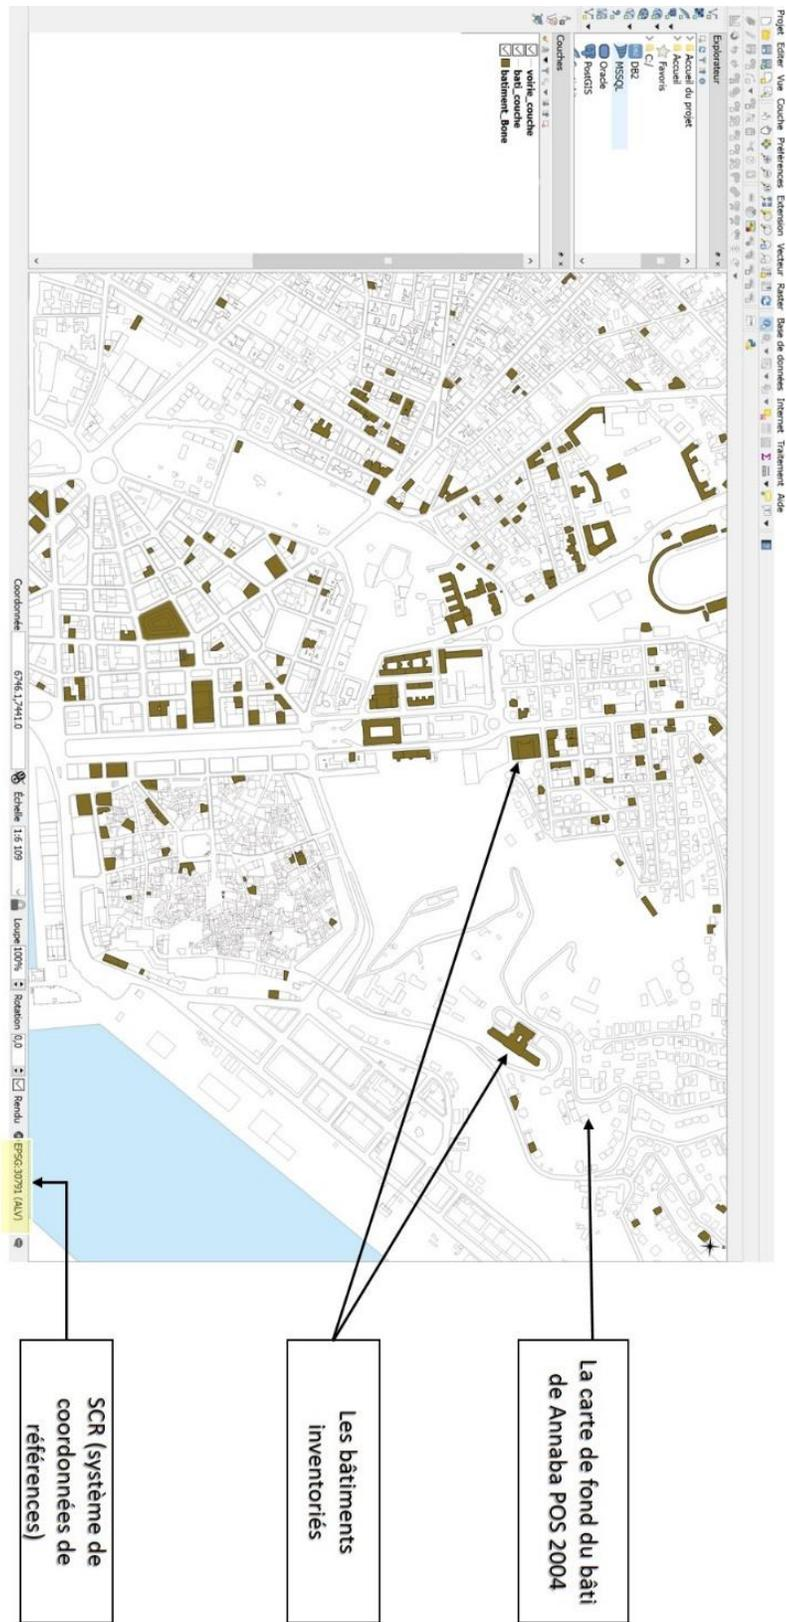 Projet Editer Vue Couche Préférences Extension Vecteur Raster Base de données Internet Traitement Aide
Explorateur
Accueil du projet
Accueil
Favoris
C:/
DB2
MSSQL
Oracle
PostGIS
Couches
voirie_couche
bati_couche
batiment_Bone
Coordonnée 6746.1,7441.0 Échelle 1:6 109 Loupe 100% Rotation 0,0 Rendu EPSG:30791 (ALV)
La carte de fond du bâti
de Annaba POS 2004
Les bâtiments
inventoriés
SCR (système de
coordonnées de
références)